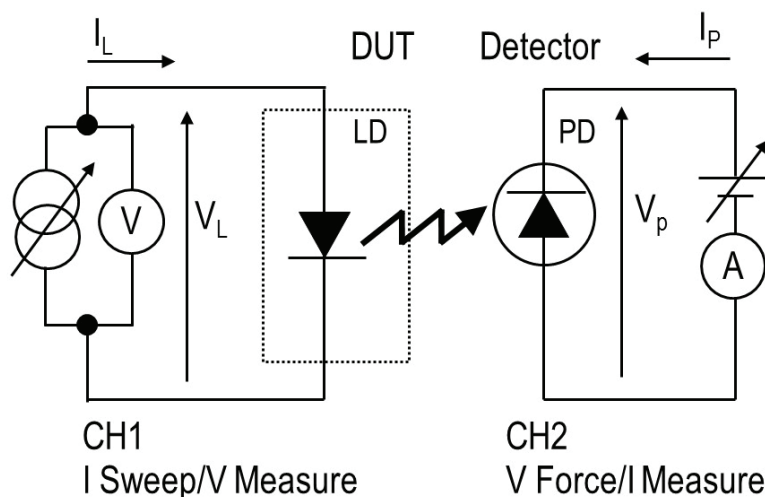 I_L
DUT
Detector
I_P
LD
PD
V
V_L
V_p
A
CH1
I Sweep/V Measure
CH2
V Force/I Measure